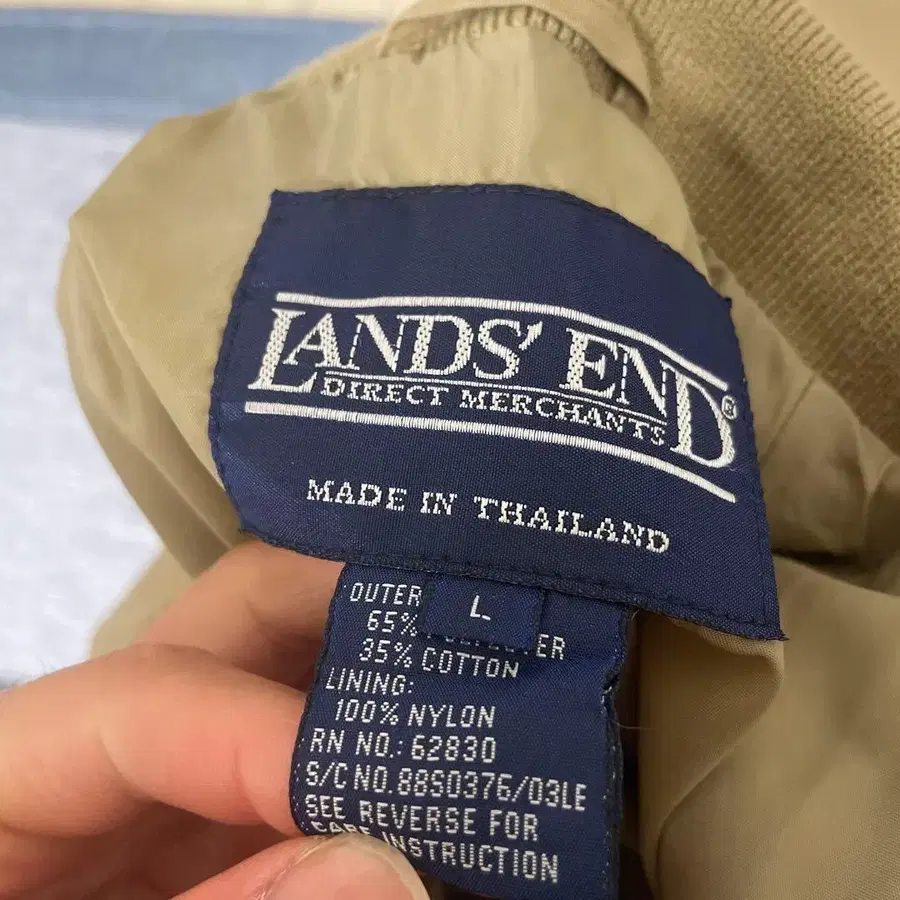 LANDS' END®
DIRECT MERCHANTS
MADE IN THAILAND
L
OUTER
65% ER
35% COTTON
LINING:
100% NYLON
RN NO.: 62830
S/C NO.88S0376/03LE
SEE REVERSE FOR
CARE INSTRUCTION